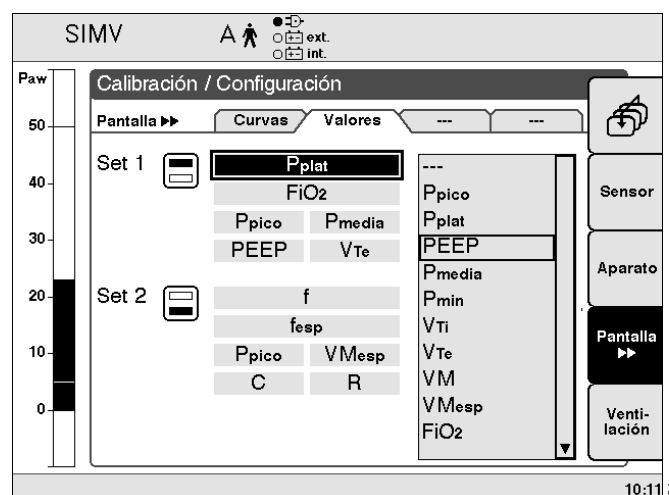 SIMV
A
ext.
int.
Paw
50
40
30
20
10
0
Calibración / Configuración
Pantalla ▶▶ Curvas Valores --- ---
Set 1
Pplat
FiO2
Ppico Pmedia
PEEP VTe
Set 2
f
fesp
Ppico VMesp
C R
---
Ppico
Pplat
PEEP
Pmedia
Pmin
VTi
VTe
VM
VMesp
FiO2
Sensor
Aparato
Pantalla
▶▶
Venti-
lación
10:11